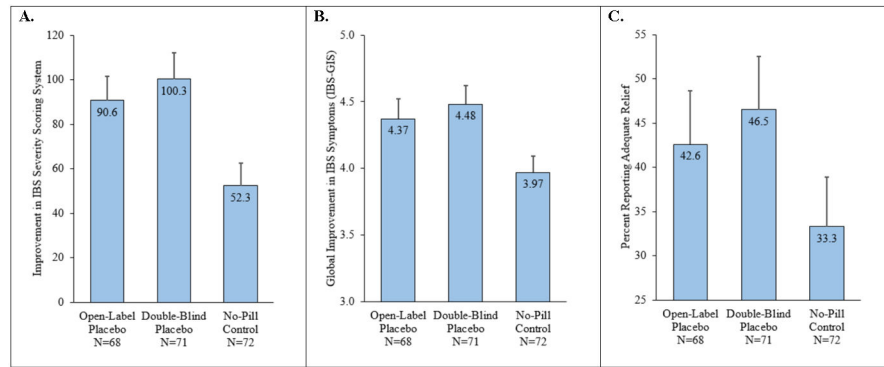 A.
Improvement in IBS Severity Scoring System
120
100
80
60
40
20
0
90.6
100.3
52.3
Open-Label Double-Blind No-Pill
Placebo Placebo Control
N=68 N=71 N=72
B.
Global Improvement in IBS Symptoms (IBS-GIS)
5.0
4.5
4.0
3.5
3.0
4.37
4.48
3.97
Open-Label Double-Blind No-Pill
Placebo Placebo Control
N=68 N=71 N=72
C.
Percent Reporting Adequate Relief
55
50
45
40
35
30
25
42.6
46.5
33.3
Open-Label Double-Blind No-Pill
Placebo Placebo Control
N=68 N=71 N=72